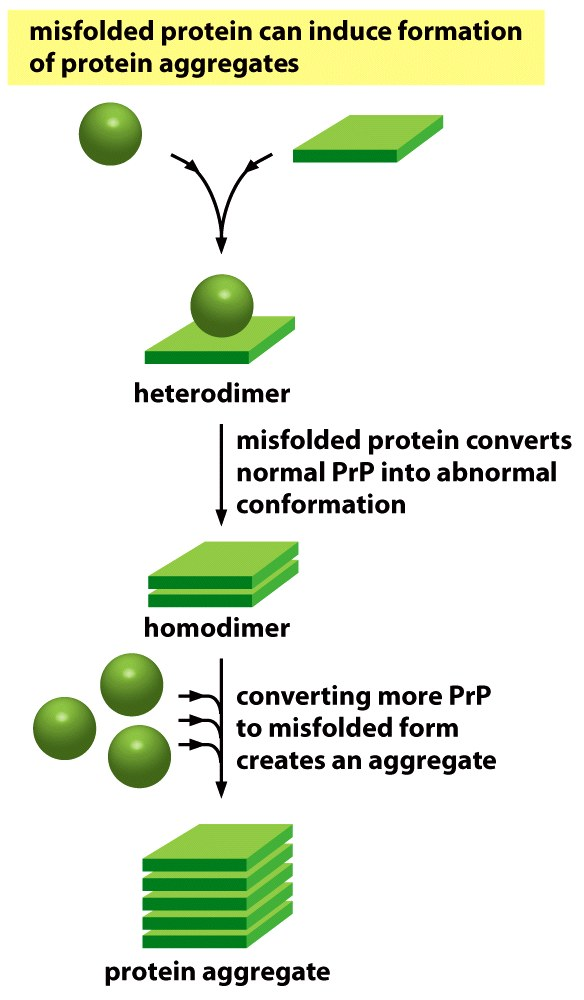 misfolded protein can induce formation
of protein aggregates
heterodimer
misfolded protein converts
normal PrP into abnormal
conformation
homodimer
converting more PrP
to misfolded form
creates an aggregate
protein aggregate